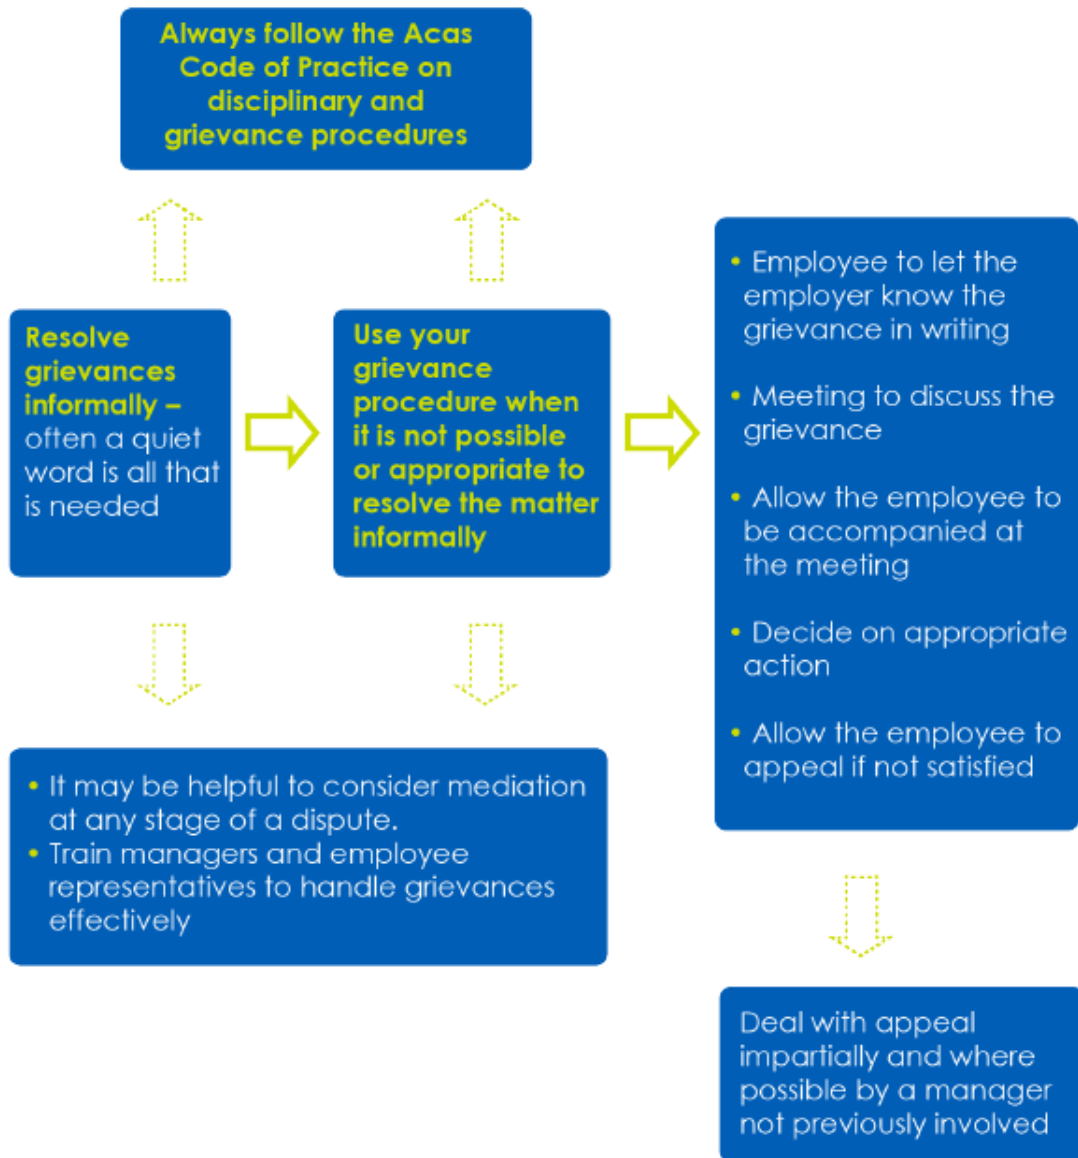 Always follow the Acas
Code of Practice on
disciplinary and
grievance procedures
Resolve
grievances
informally –
often a quiet
word is all that
is needed
Use your
grievance
procedure when
it is not possible
or appropriate to
resolve the matter
informally
• Employee to let the
employer know the
grievance in writing
• Meeting to discuss the
grievance
• Allow the employee to
be accompanied at
the meeting
• Decide on appropriate
action
• Allow the employee to
appeal if not satisfied
• It may be helpful to consider mediation
at any stage of a dispute.
• Train managers and employee
representatives to handle grievances
effectively
Deal with appeal
impartially and where
possible by a manager
not previously involved